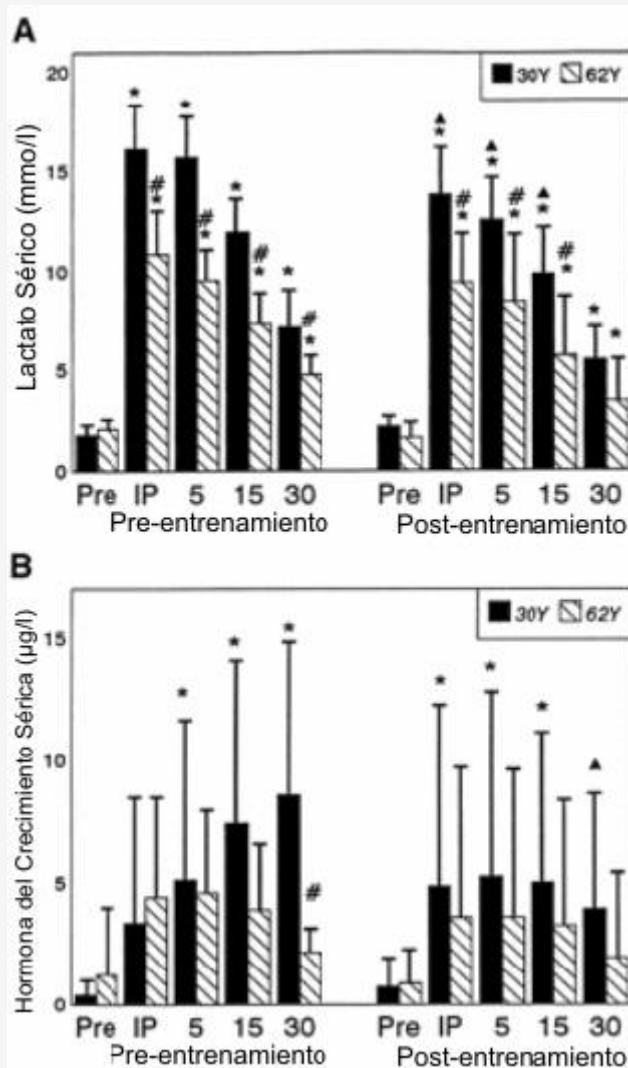 A
Lactato Sérico (mmo/l)
20
15
10
5
0
30Y 62Y
* * * * ▲* ▲* ▲* * 
#* #* #* #* #* #* #* *
Pre IP 5 15 30 Pre IP 5 15 30
Pre-entrenamiento Post-entrenamiento
B
Hormona del Crecimiento Sérica (µg/l)
15
10
5
0
30Y 62Y
* * * * * * ▲
#
Pre IP 5 15 30 Pre IP 5 15 30
Pre-entrenamiento Post-entrenamiento